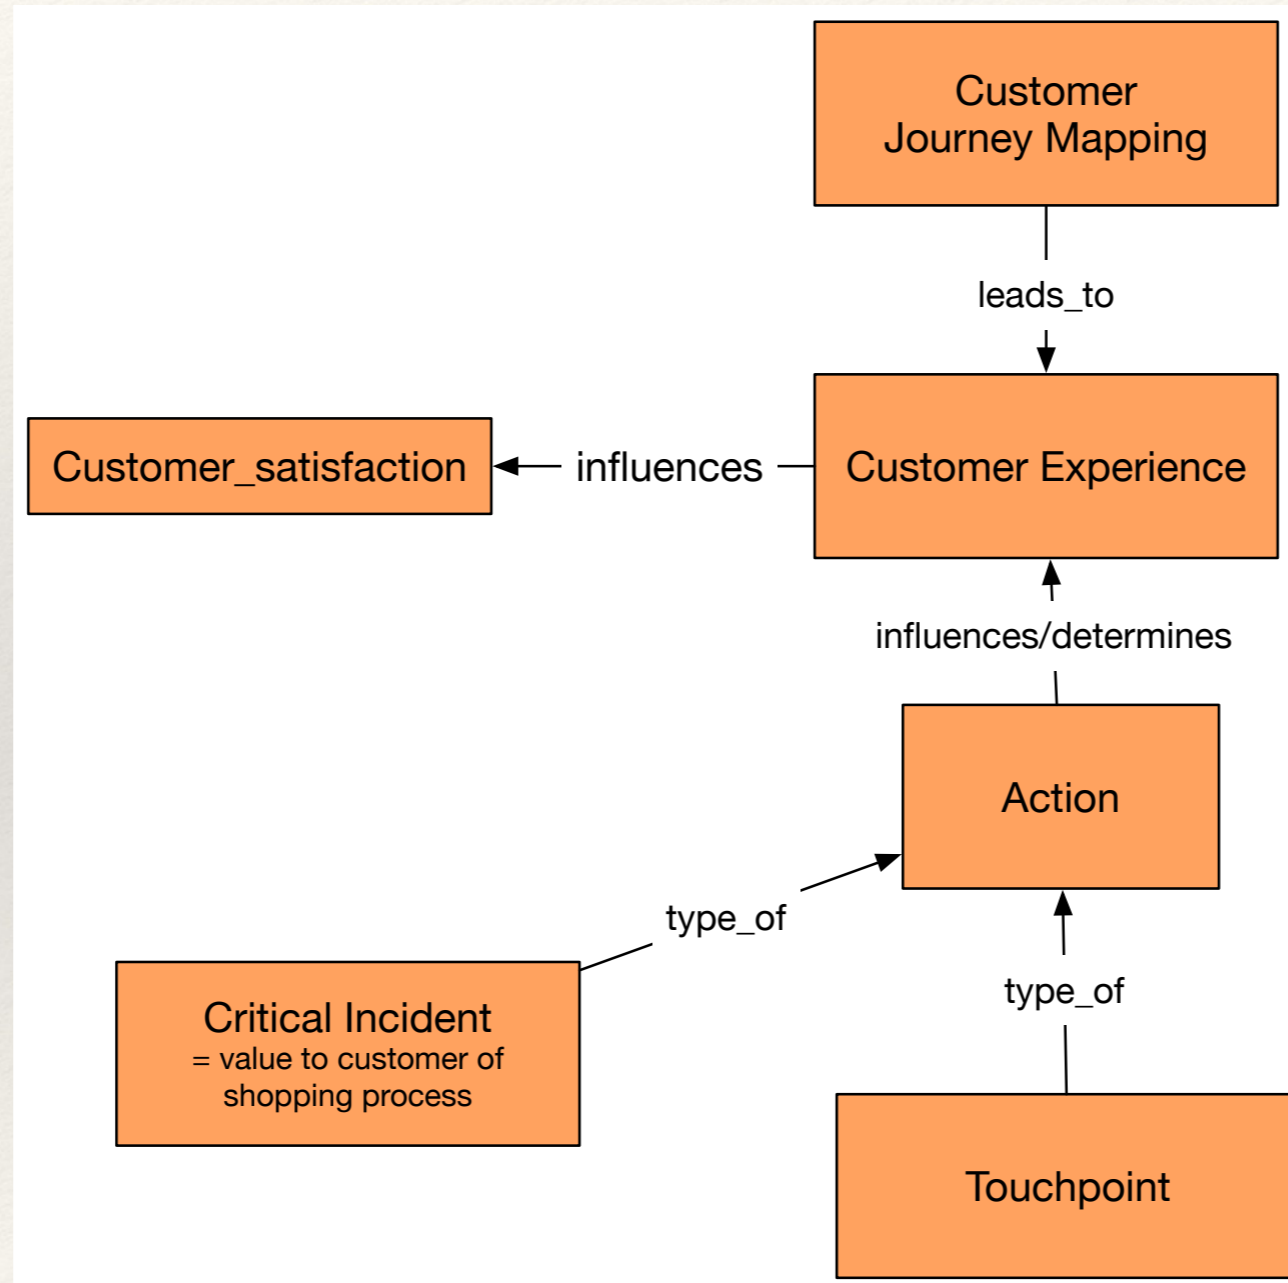 Customer
Journey Mapping
leads_to
Customer_satisfaction
influences
Customer Experience
influences/determines
Action
type_of
Critical Incident
= value to customer of
shopping process
type_of
Touchpoint